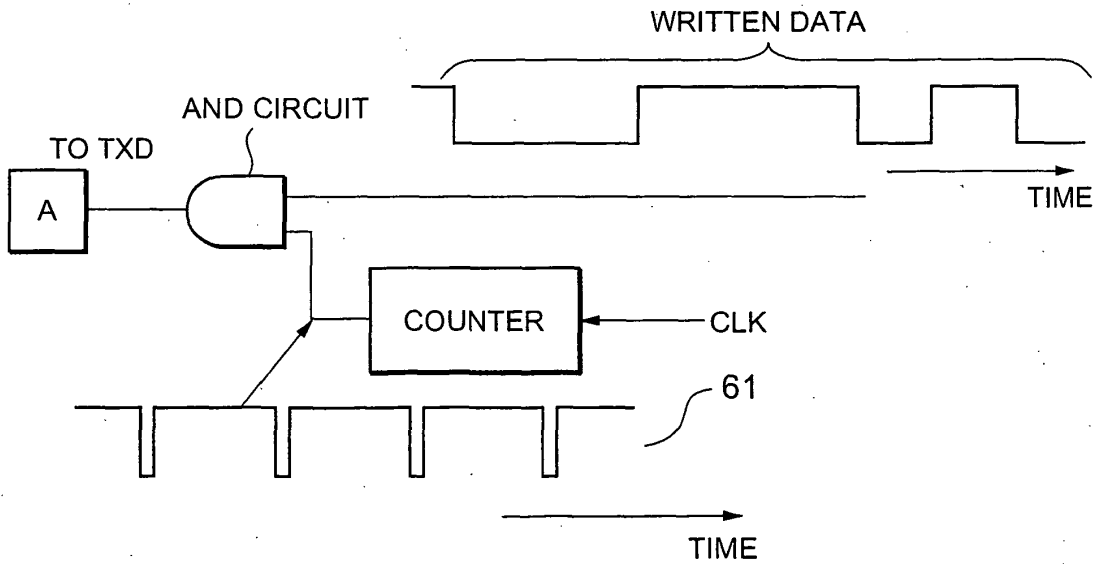 WRITTEN DATA
AND CIRCUIT
TO TXD
TIME
A
COUNTER
CLK
61
TIME